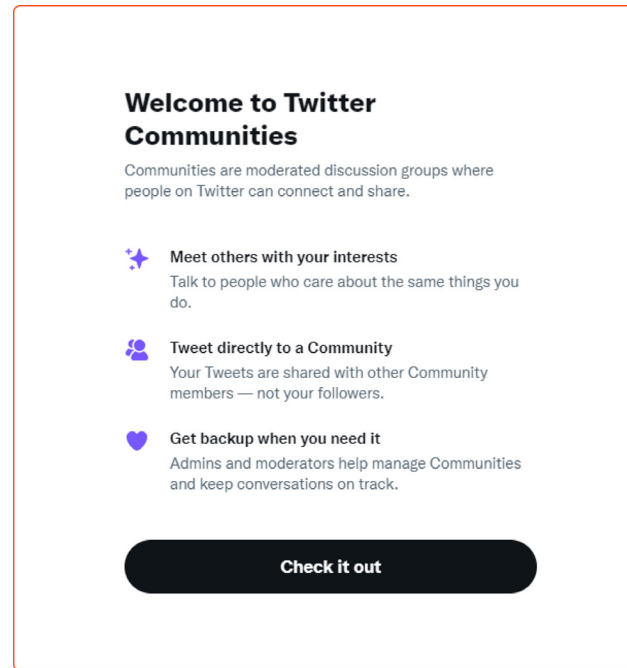 Welcome to Twitter
Communities
Communities are moderated discussion groups where
people on Twitter can connect and share.
Meet others with your interests
Talk to people who care about the same things you
do.
Tweet directly to a Community
Your Tweets are shared with other Community
members — not your followers.
Get backup when you need it
Admins and moderators help manage Communities
and keep conversations on track.
Check it out